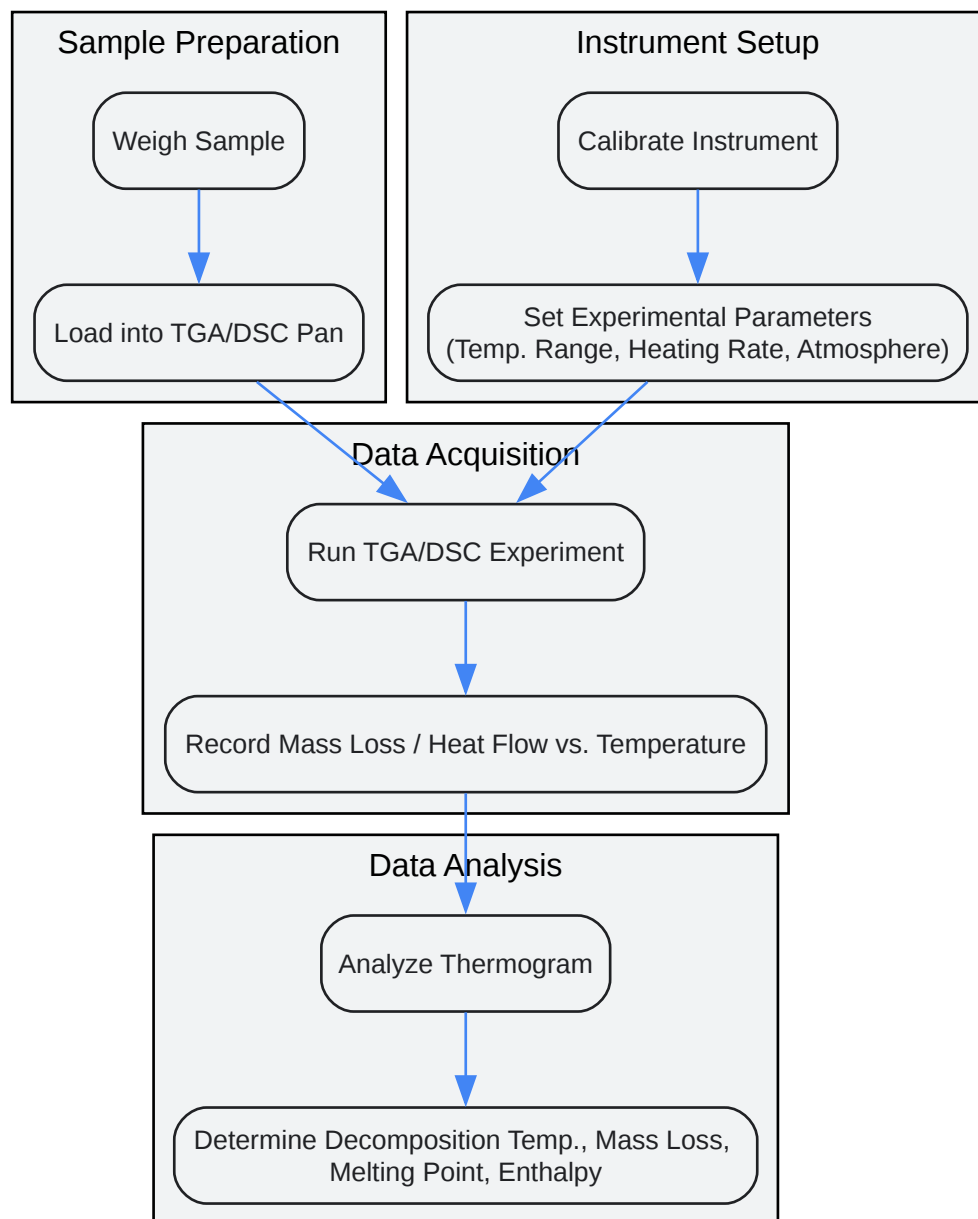 Sample Preparation
Weigh Sample
Load into TGA/DSC Pan
Instrument Setup
Calibrate Instrument
Set Experimental Parameters
(Temp. Range, Heating Rate, Atmosphere)
Data Acquisition
Run TGA/DSC Experiment
Record Mass Loss / Heat Flow vs. Temperature
Data Analysis
Analyze Thermogram
Determine Decomposition Temp., Mass Loss,
Melting Point, Enthalpy